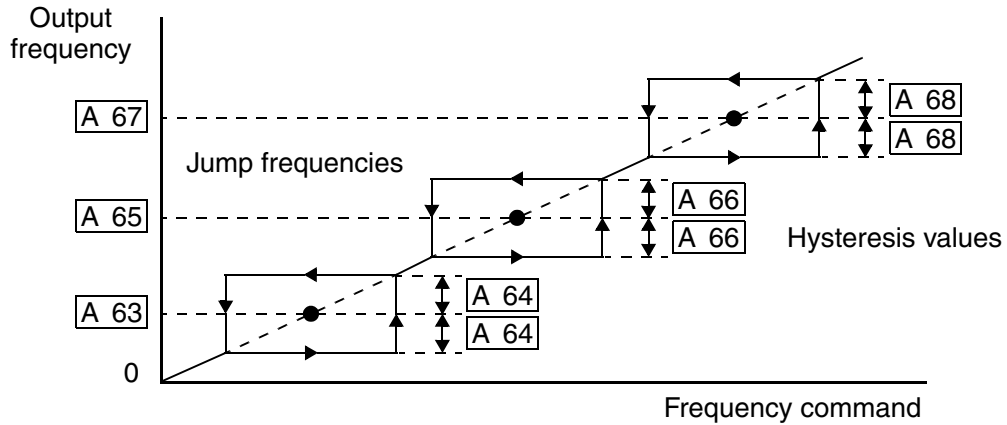 Output
frequency
A 67
A 68
A 68
Jump frequencies
A 65
A 66
A 66
Hysteresis values
A 63
A 64
A 64
0
Frequency command